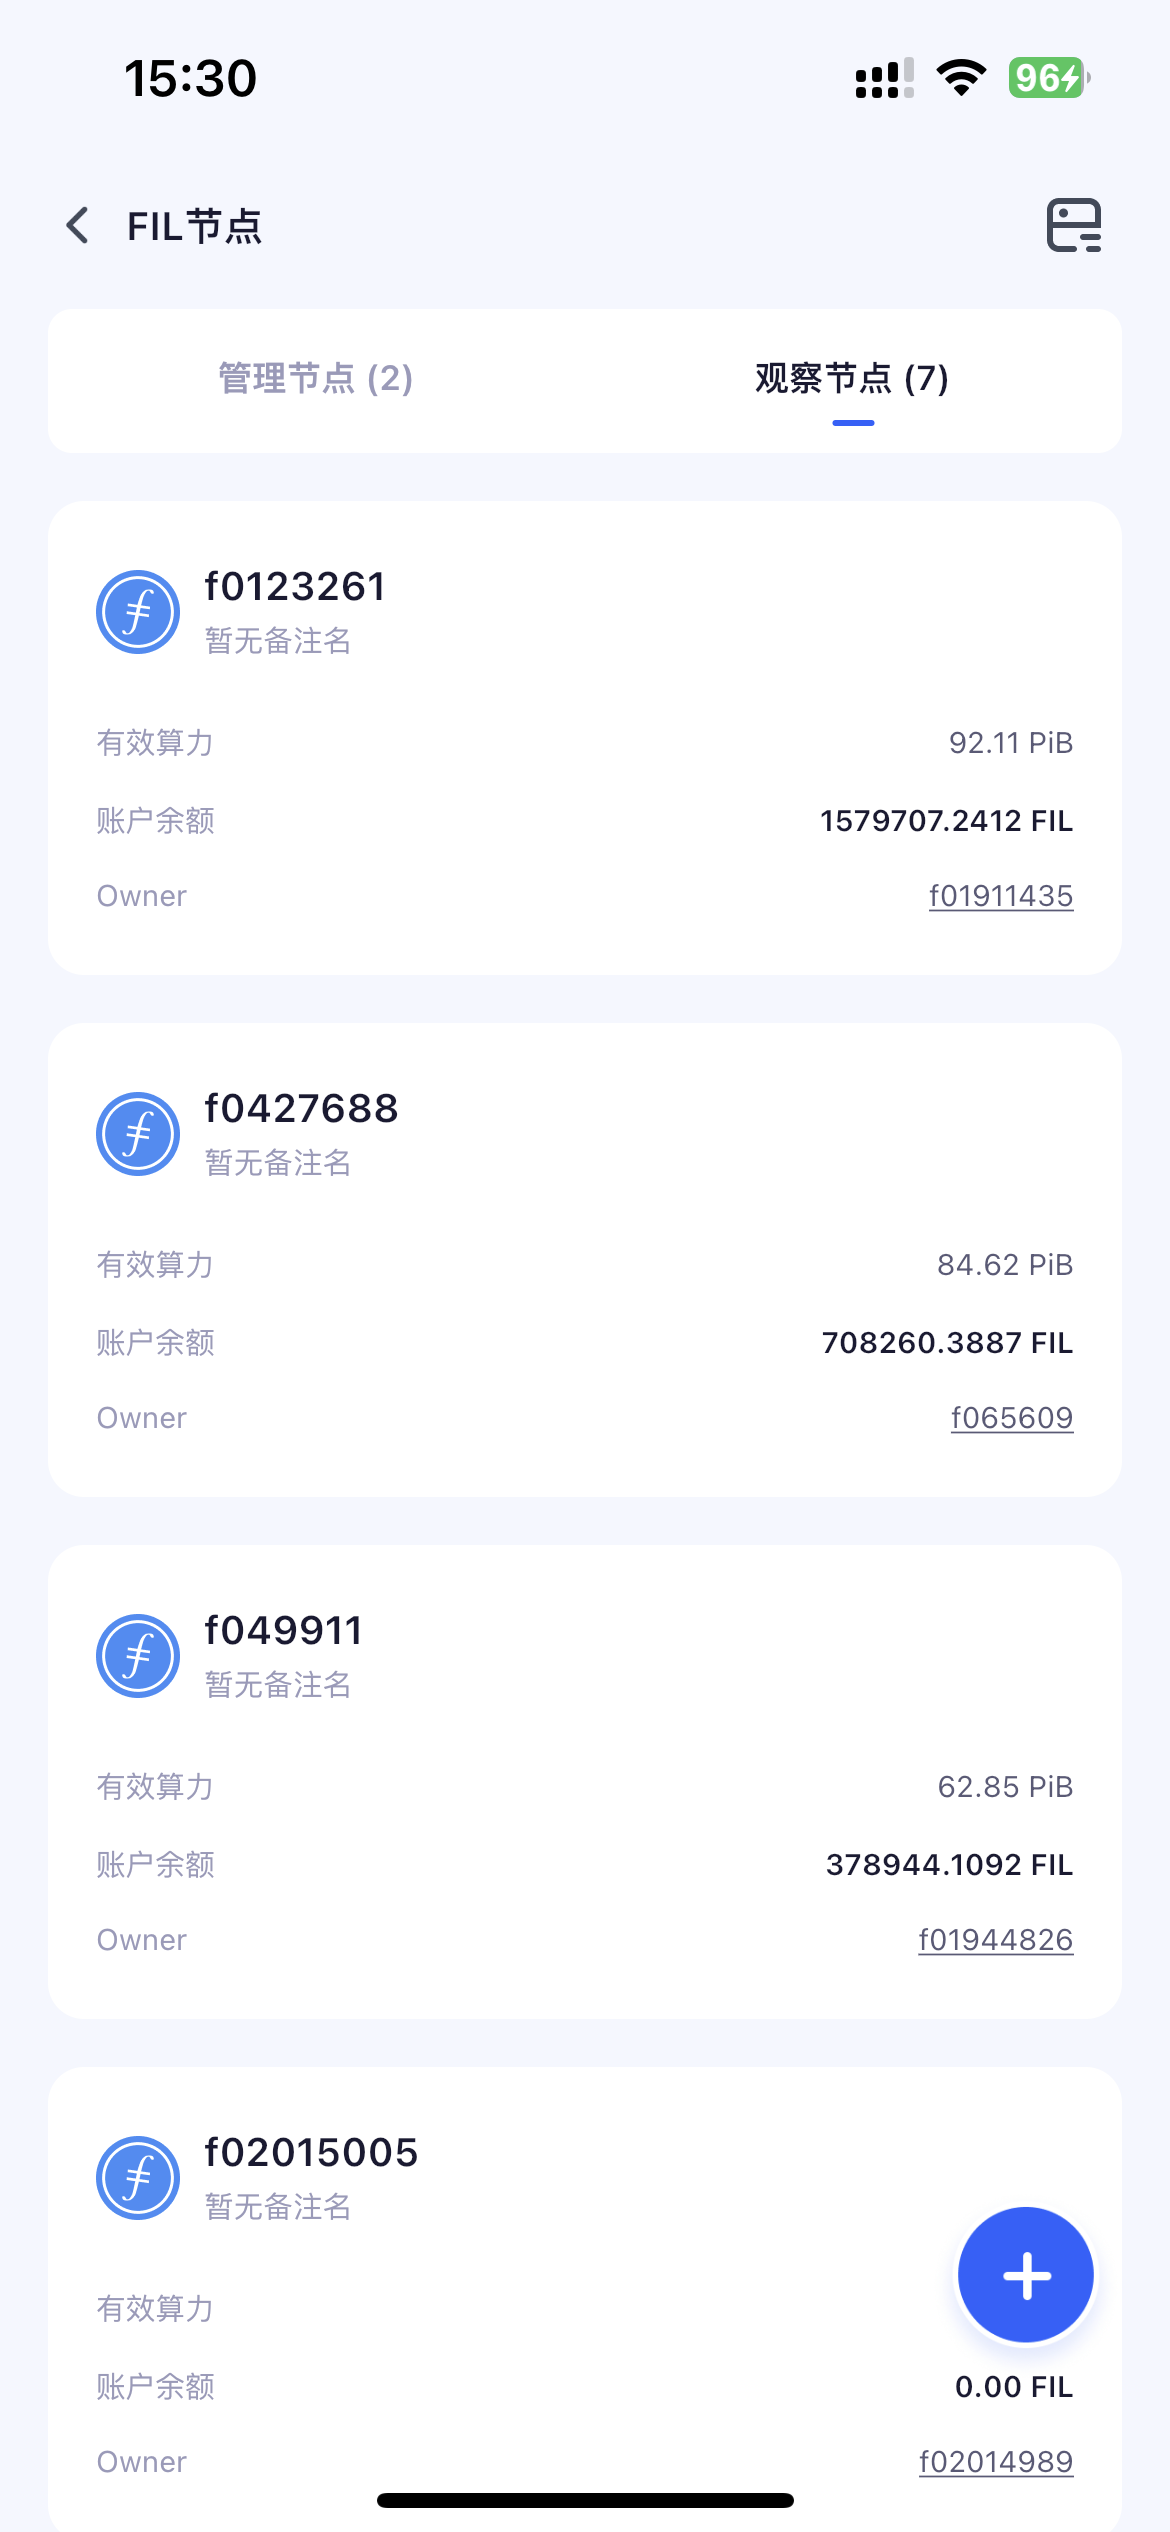 15:30
96
FIL节点
管理节点 (2)
观察节点 (7)
f0123261
暂无备注名
有效算力
92.11 PiB
账户余额
1579707.2412 FIL
Owner
f01911435
f0427688
暂无备注名
有效算力
84.62 PiB
账户余额
708260.3887 FIL
Owner
f065609
f049911
暂无备注名
有效算力
62.85 PiB
账户余额
378944.1092 FIL
Owner
f01944826
f02015005
暂无备注名
有效算力
账户余额
0.00 FIL
Owner
f02014989